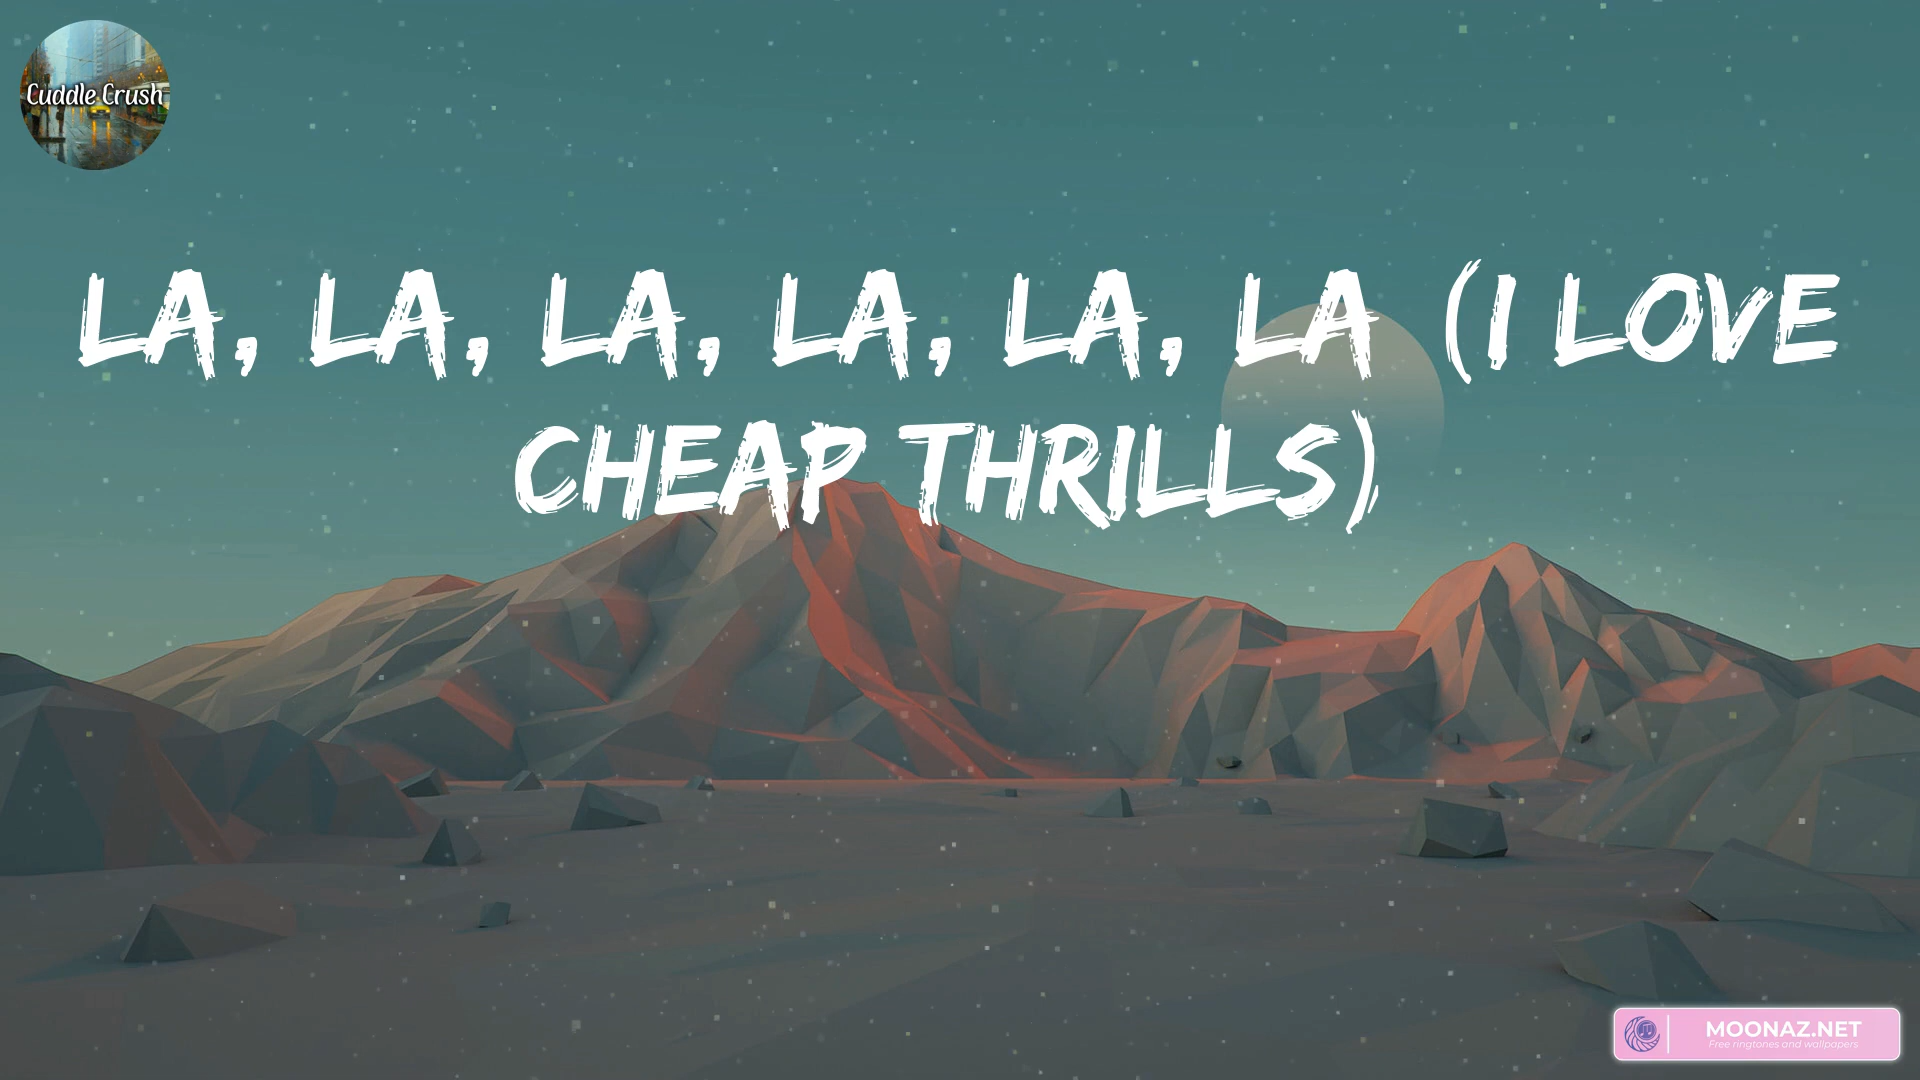 Cuddle Crush
LA, LA, LA, LA, LA, LA (I LOVE
CHEAP THRILLS)
MOONAZ.NET
Free ringtones and wallpapers